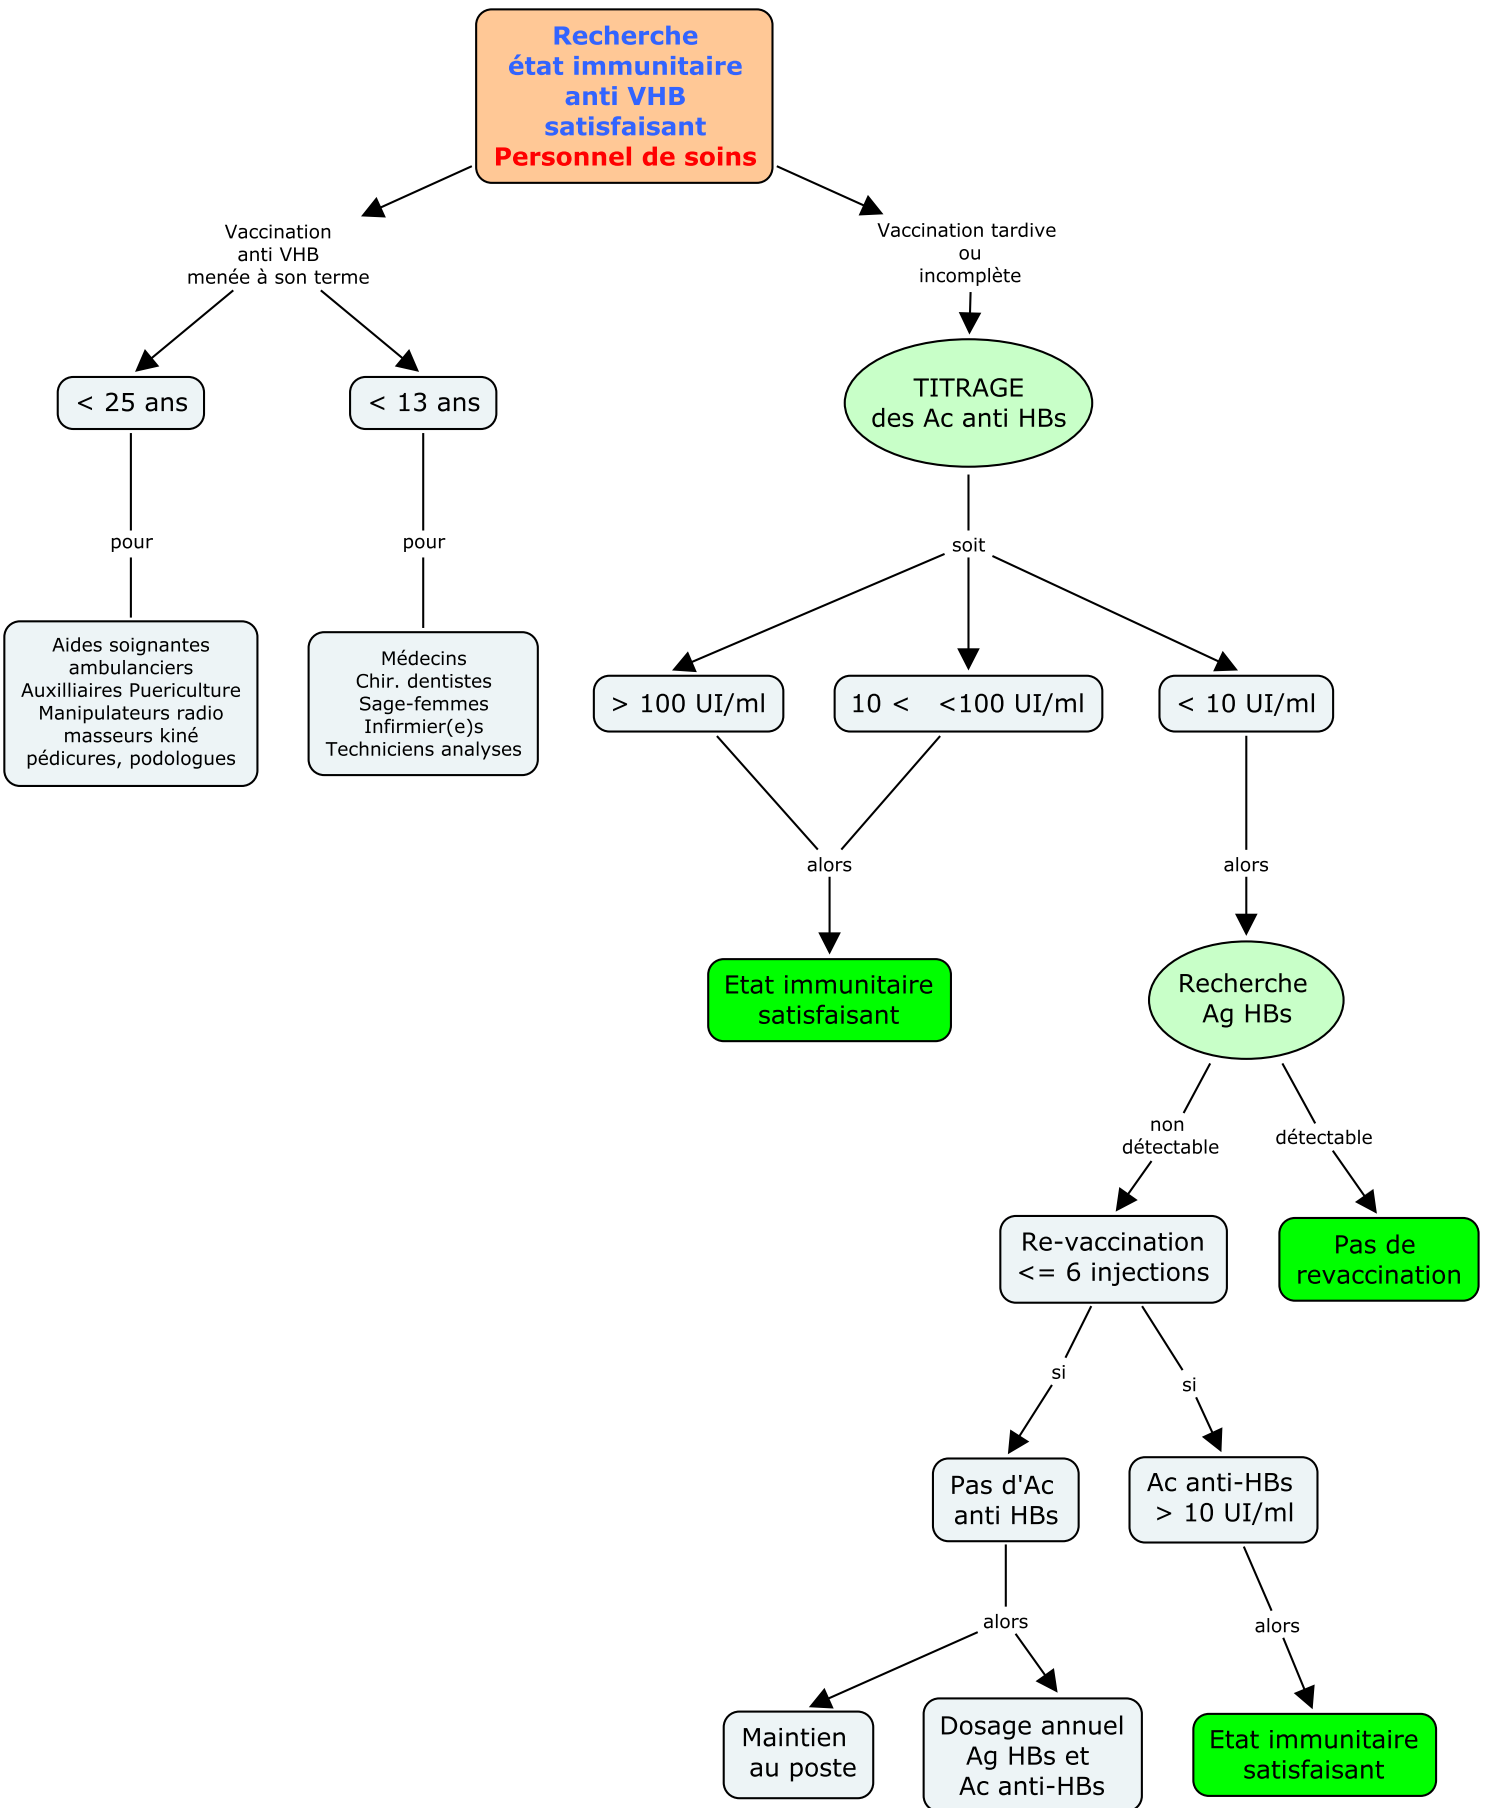 Recherche
état immunitaire
anti VHB
satisfaisant
Personnel de soins
Vaccination
anti VHB
menée à son terme
Vaccination tardive
ou
incomplète
< 25 ans
< 13 ans
TITRAGE
des Ac anti HBs
pour
pour
soit
Aides soignantes
ambulanciers
Auxilliaires Puericulture
Manipulateurs radio
masseurs kiné
pédicures, podologues
Médecins
Chir. dentistes
Sage-femmes
Infirmier(e)s
Techniciens analyses
> 100 UI/ml
10 < <100 UI/ml
< 10 UI/ml
alors
alors
Etat immunitaire
satisfaisant
Recherche
Ag HBs
non
détectable
détectable
Re-vaccination
<= 6 injections
Pas de
revaccination
si
si
Pas d'Ac
anti HBs
Ac anti-HBs
> 10 UI/ml
alors
alors
Maintien
au poste
Dosage annuel
Ag HBs et
Ac anti-HBs
Etat immunitaire
satisfaisant